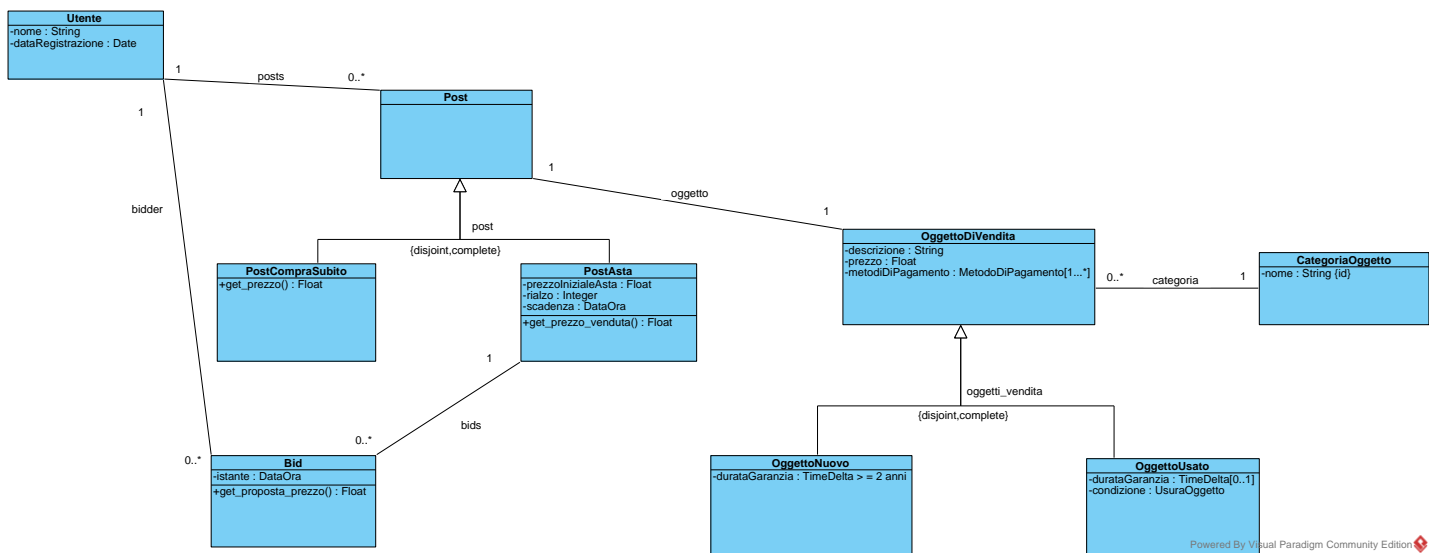 Utente
-nome : String
-dataRegistrazione : Date
1
posts
0..*
1
Post
1
oggetto
1
bidder
post
{disjoint,complete}
OggettoDiVendita
-descrizione : String
-prezzo : Float
-metodiDiPagamento : MetodoDiPagamento[1...*]
0..*
categoria
1
CategoriaOggetto
-nome : String {id}
PostCompraSubito
+get_prezzo() : Float
PostAsta
-prezzoInizialeAsta : Float
-rialzo : Integer
-scadenza : DataOra
+get_prezzo_venduta() : Float
1
bids
0..*
oggetti_vendita
{disjoint,complete}
0..*
Bid
-istante : DataOra
+get_proposta_prezzo() : Float
OggettoNuovo
-durataGaranzia : TimeDelta > = 2 anni
OggettoUsato
-durataGaranzia : TimeDelta[0..1]
-condizione : UsuraOggetto
Powered By Visual Paradigm Community Edition